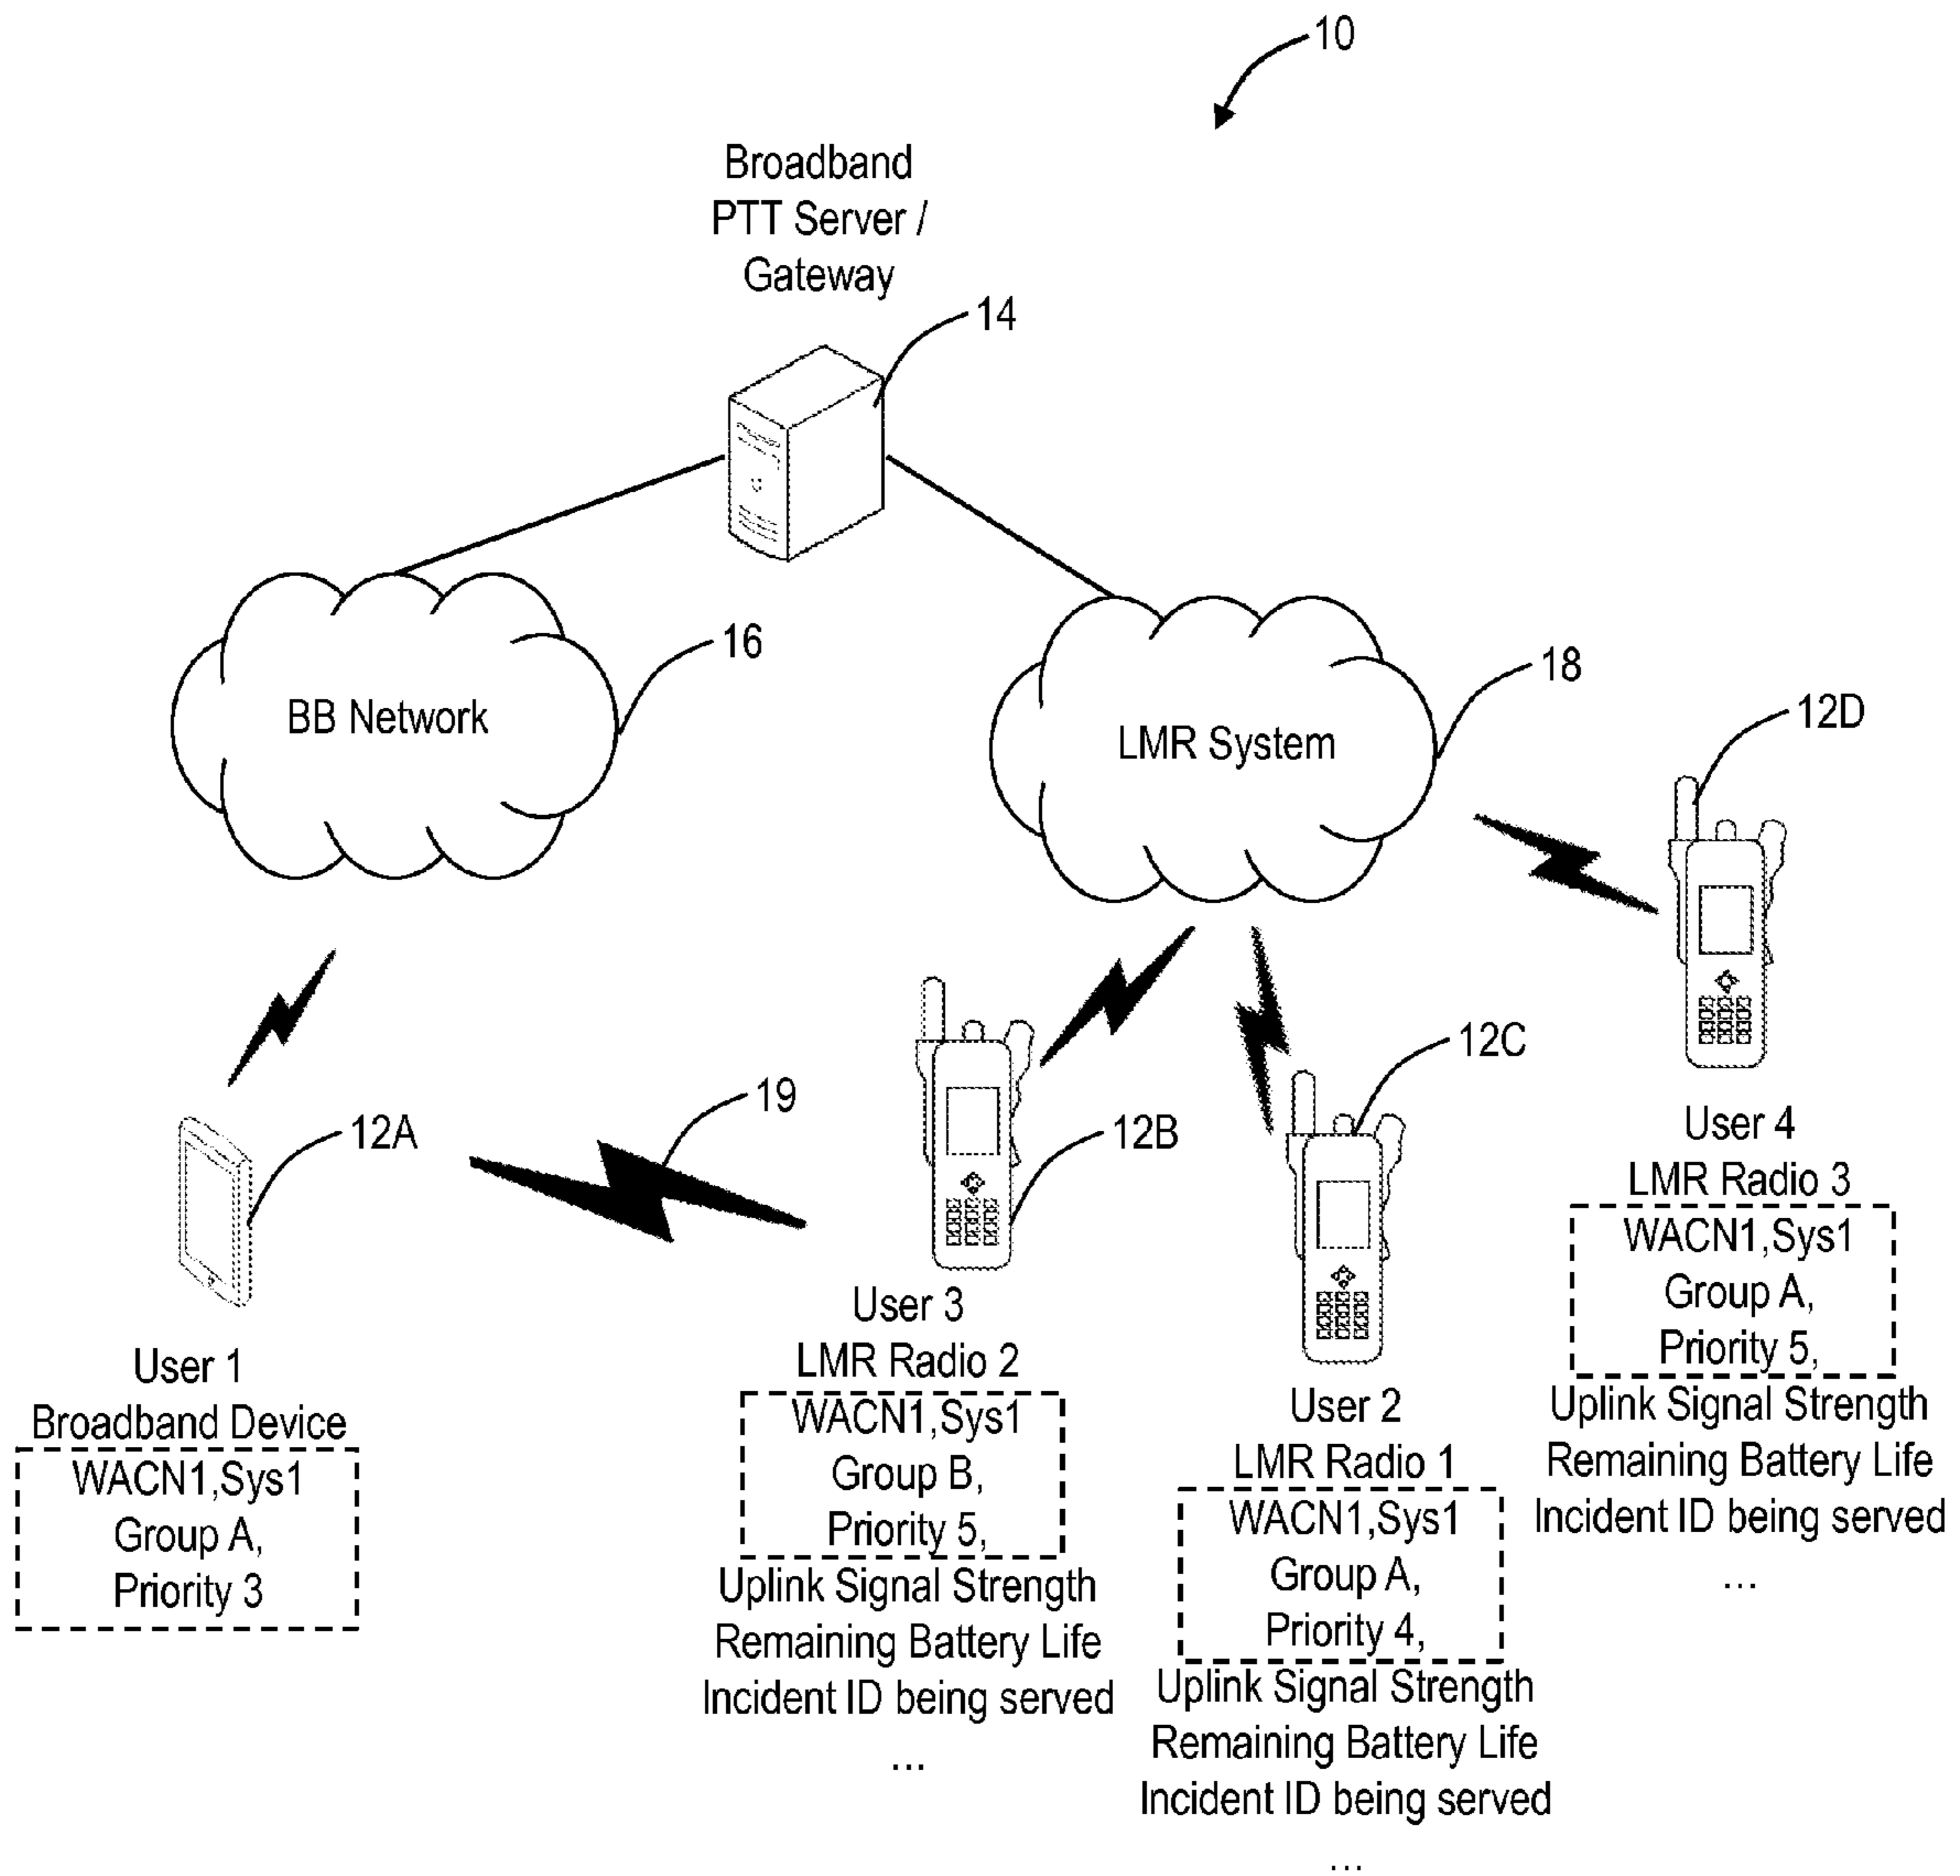 10
Broadband
PTT Server /
Gateway
14
BB Network
16
LMR System
18
12D
12A
19
12B
12C
User 1
Broadband Device
WACN1,Sys1
Group A,
Priority 3
User 3
LMR Radio 2
WACN1,Sys1
Group B,
Priority 5,
Uplink Signal Strength
Remaining Battery Life
Incident ID being served
...
User 2
LMR Radio 1
WACN1,Sys1
Group A,
Priority 4,
Uplink Signal Strength
Remaining Battery Life
Incident ID being served
...
User 4
LMR Radio 3
WACN1,Sys1
Group A,
Priority 5,
Uplink Signal Strength
Remaining Battery Life
Incident ID being served
...